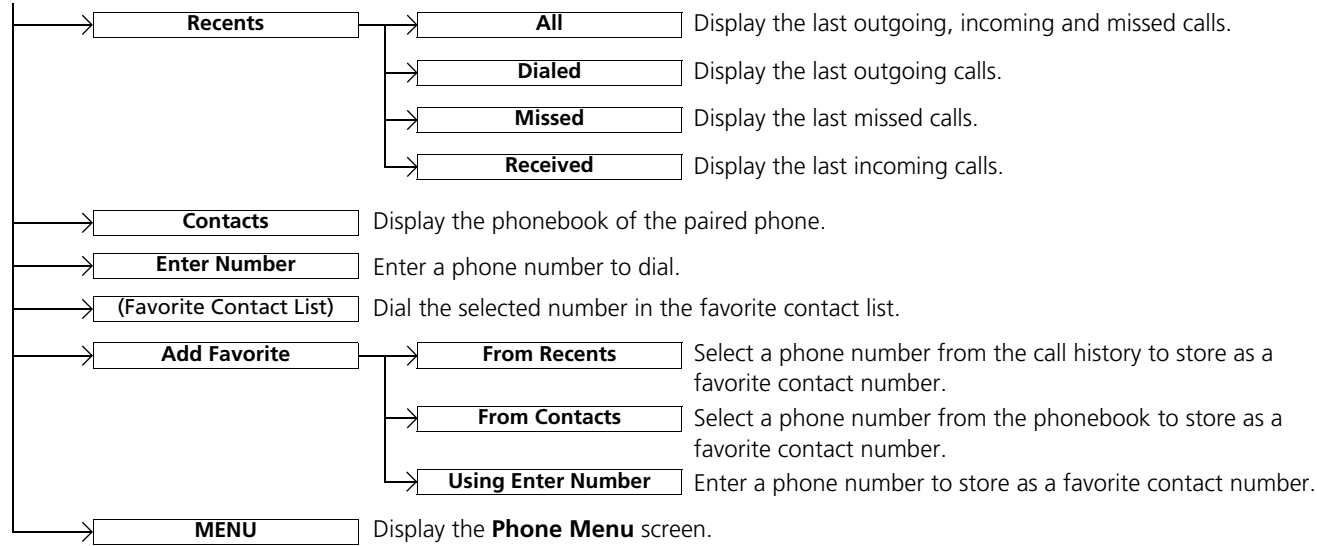 Recents
All Display the last outgoing, incoming and missed calls.
Dialed Display the last outgoing calls.
Missed Display the last missed calls.
Received Display the last incoming calls.
Contacts Display the phonebook of the paired phone.
Enter Number Enter a phone number to dial.
(Favorite Contact List) Dial the selected number in the favorite contact list.
Add Favorite
From Recents Select a phone number from the call history to store as a
favorite contact number.
From Contacts Select a phone number from the phonebook to store as a
favorite contact number.
Using Enter Number Enter a phone number to store as a favorite contact number.
MENU Display the Phone Menu screen.